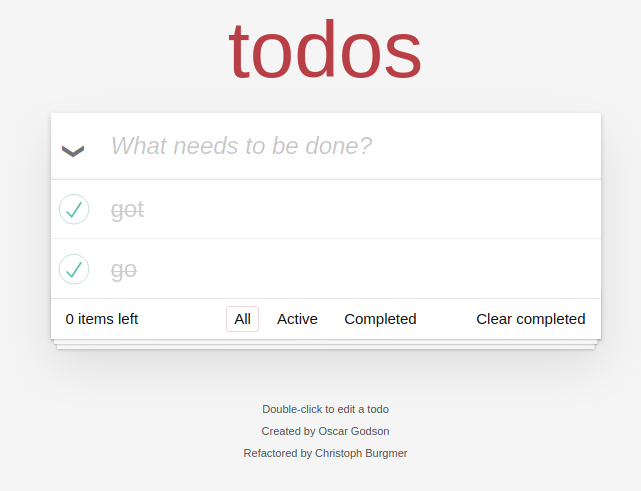 todos
What needs to be done?
got
go
0 items left All Active Completed Clear completed
Double-click to edit a todo
Created by Oscar Godson
Refactored by Christoph Burgmer